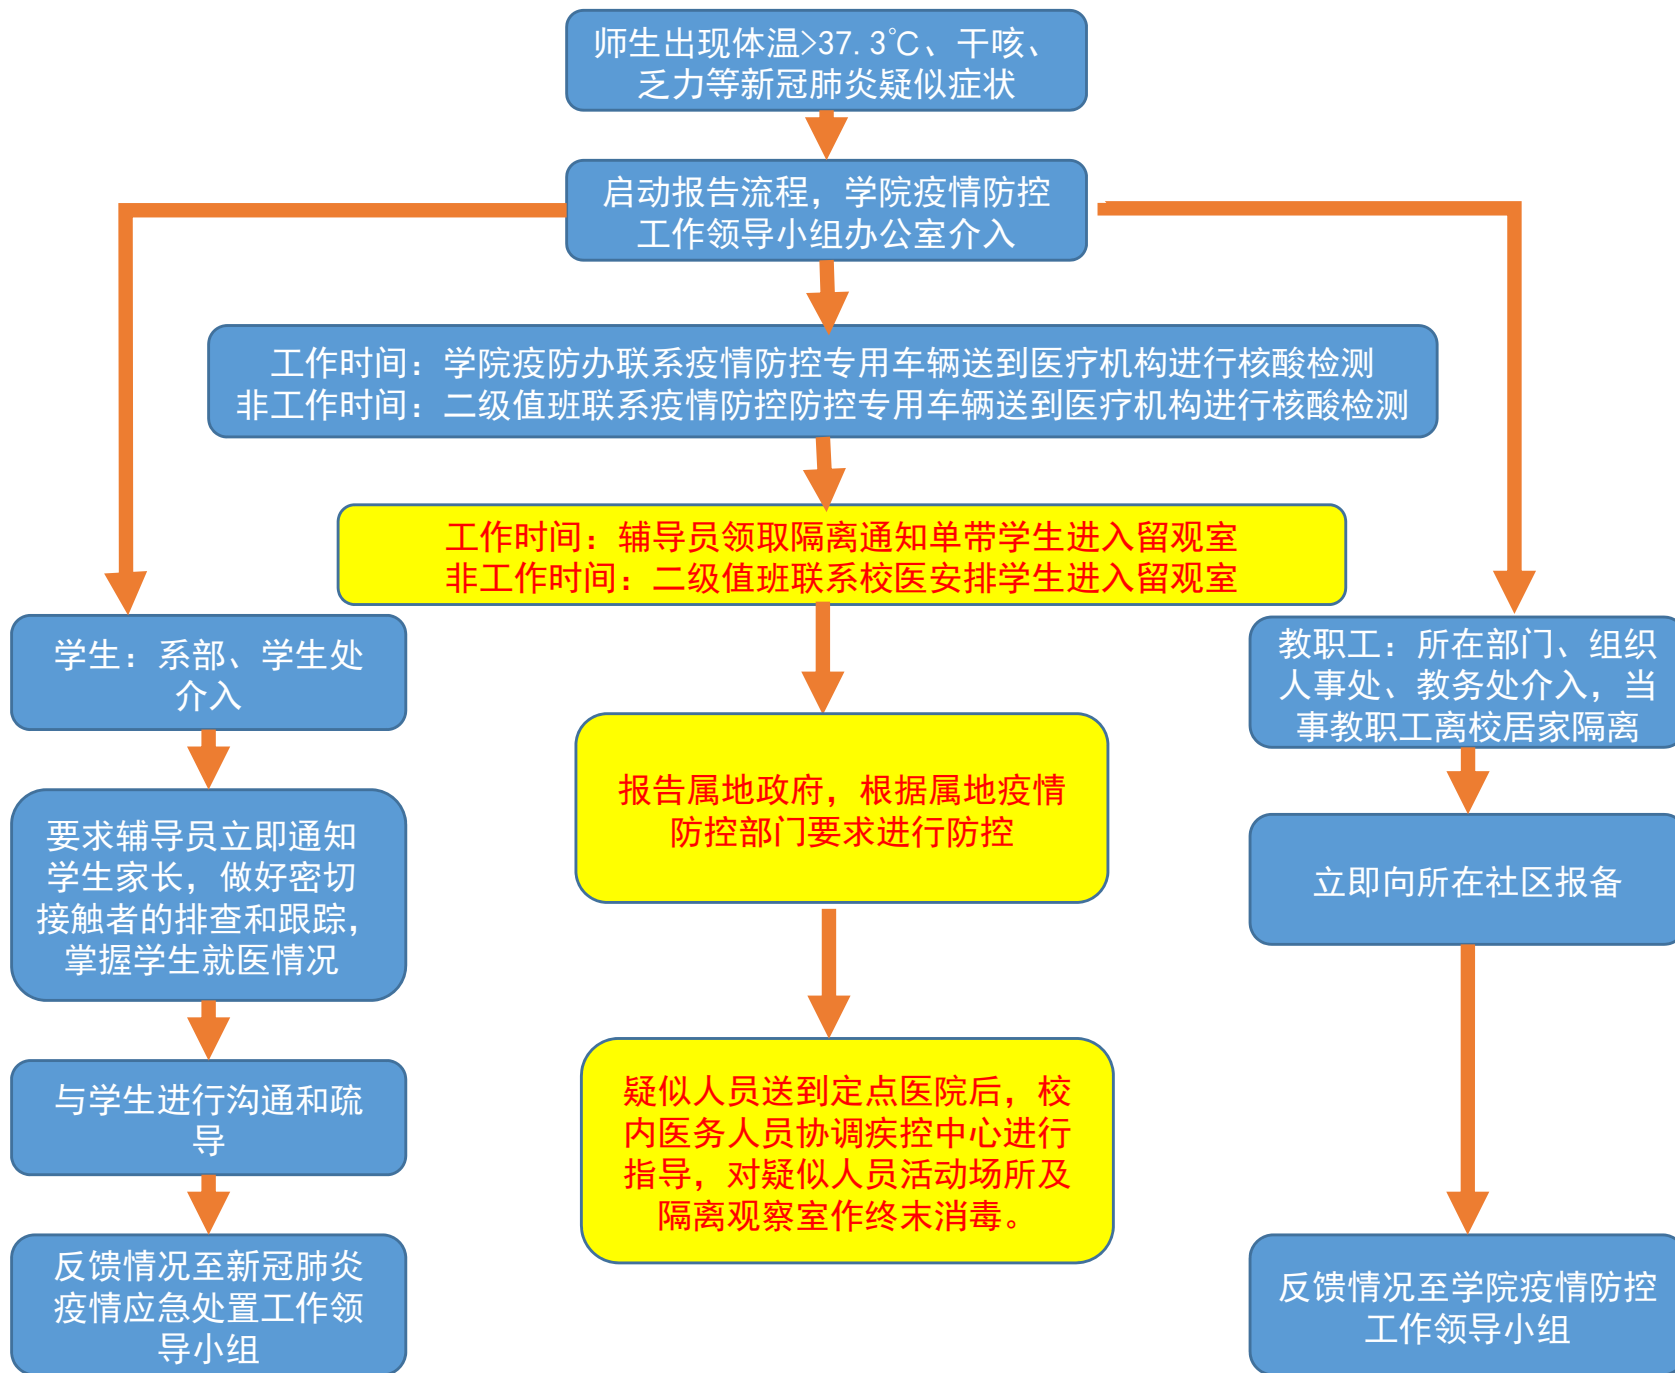 师生出现体温>37.3℃、干咳、
乏力等新冠肺炎疑似症状
启动报告流程，学院疫情防控
工作领导小组办公室介入
工作时间：学院疫防办联系疫情防控专用车辆送到医疗机构进行核酸检测
非工作时间：二级值班联系疫情防控防控专用车辆送到医疗机构进行核酸检测
工作时间：辅导员领取隔离通知单带学生进入留观室
非工作时间：二级值班联系校医安排学生进入留观室
学生：系部、学生处
介入
要求辅导员立即通知
学生家长，做好密切
接触者的排查和跟踪，
掌握学生就医情况
与学生进行沟通和疏
导
反馈情况至新冠肺炎
疫情应急处置工作领
导小组
报告属地政府，根据属地疫情
防控部门要求进行防控
疑似人员送到定点医院后，校
内医务人员协调疾控中心进行
指导，对疑似人员活动场所及
隔离观察室作终末消毒。
教职工：所在部门、组织
人事处、教务处介入，当
事教职工离校居家隔离
立即向所在社区报备
反馈情况至学院疫情防控
工作领导小组